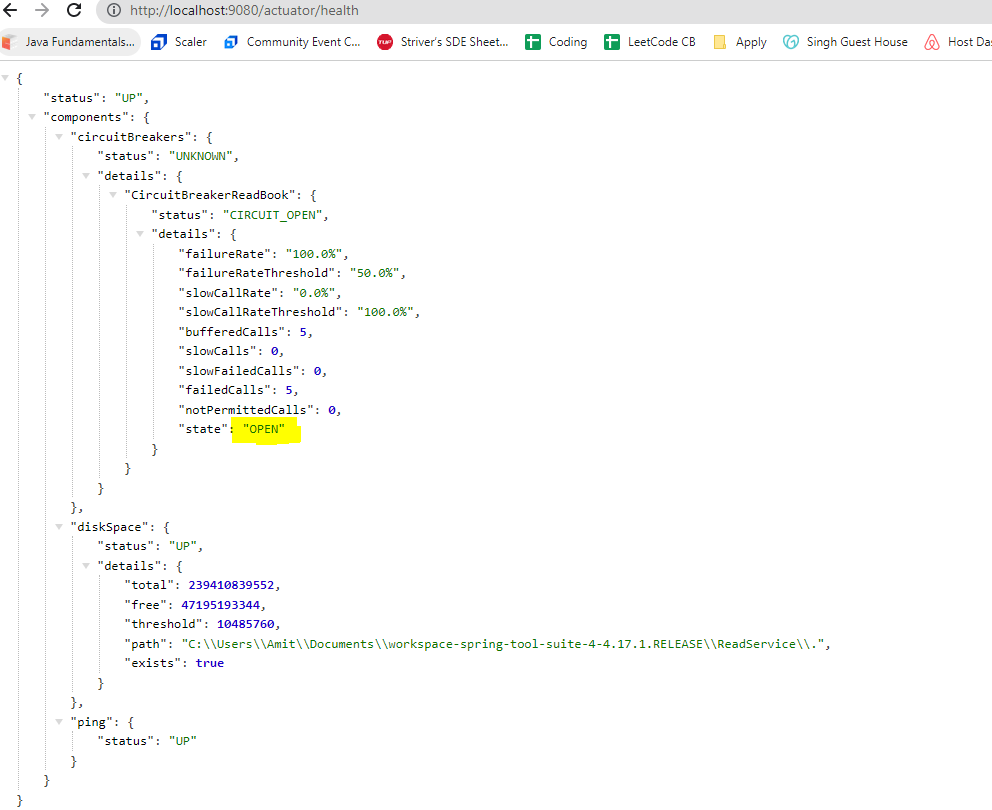 http://localhost:9080/actuator/health
Java Fundamentals... Scaler Community Event C... TUF Striver's SDE Sheet... Coding LeetCode CB Apply Singh Guest House Host Das
{
"status": "UP",
"components": {
"circuitBreakers": {
"status": "UNKNOWN",
"details": {
"CircuitBreakerReadBook": {
"status": "CIRCUIT_OPEN",
"details": {
"failureRate": "100.0%",
"failureRateThreshold": "50.0%",
"slowCallRate": "0.0%",
"slowCallRateThreshold": "100.0%",
"bufferedCalls": 5,
"slowCalls": 0,
"slowFailedCalls": 0,
"failedCalls": 5,
"notPermittedCalls": 0,
"state": "OPEN"
}
}
}
},
"diskSpace": {
"status": "UP",
"details": {
"total": 239410839552,
"free": 47195193344,
"threshold": 10485760,
"path": "C:\\Users\\Amit\\Documents\\workspace-spring-tool-suite-4-4.17.1.RELEASE\\ReadService\\.",
"exists": true
}
},
"ping": {
"status": "UP"
}
}
}